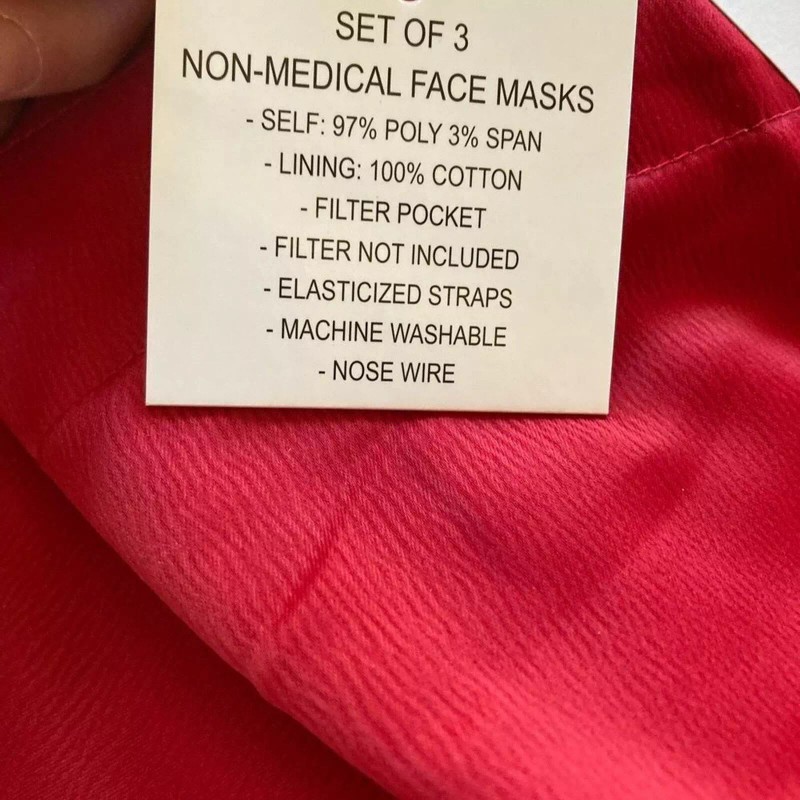 SET OF 3
NON-MEDICAL FACE MASKS
- SELF: 97% POLY 3% SPAN
- LINING: 100% COTTON
- FILTER POCKET
- FILTER NOT INCLUDED
- ELASTICIZED STRAPS
- MACHINE WASHABLE
- NOSE WIRE